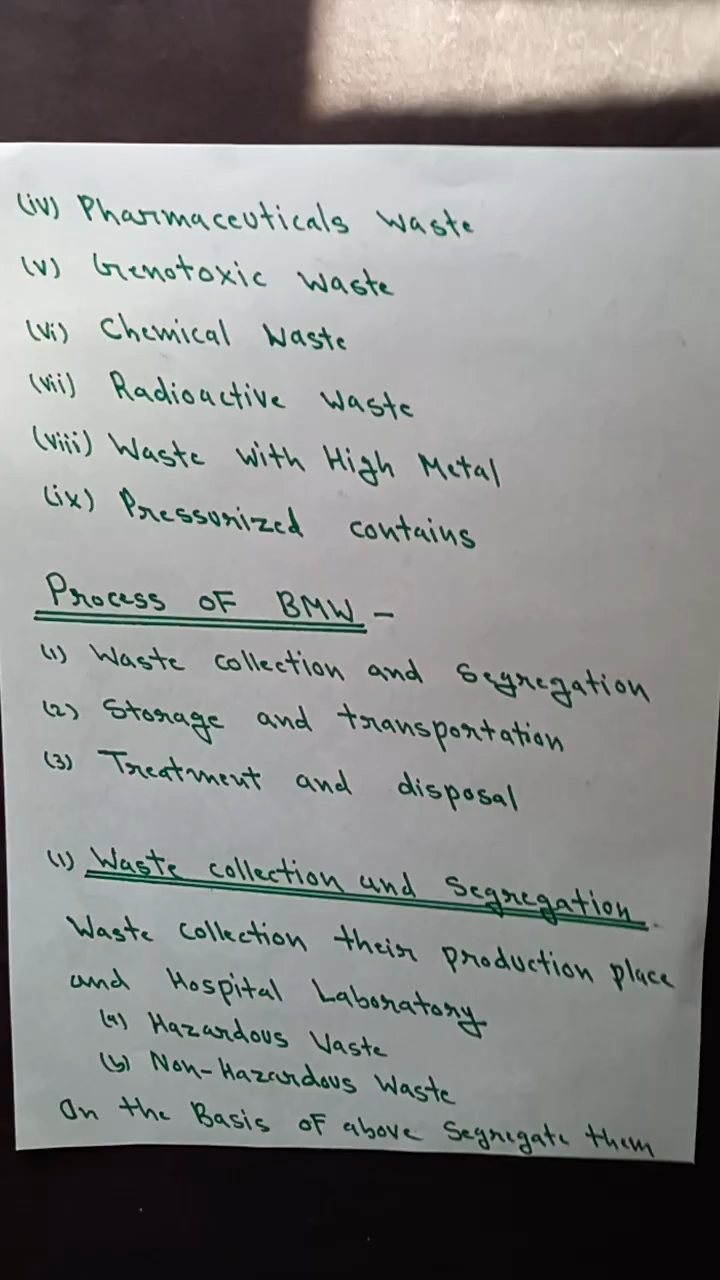 (iv) Pharmaceuticals Waste
(v) Genotoxic Waste
(vi) Chemical Waste
(vii) Radioactive Waste
(viii) Waste with High Metal
(ix) Pressurized contains
Process OF BMW -
(1) Waste collection and Segregation
(2) Storage and transportation
(3) Treatment and disposal
(1) Waste collection and Segregation
Waste collection their production place
and Hospital Laboratory
(a) Hazardous Vaste
(b) Non-Hazardous Waste
On the Basis of above Segregate them